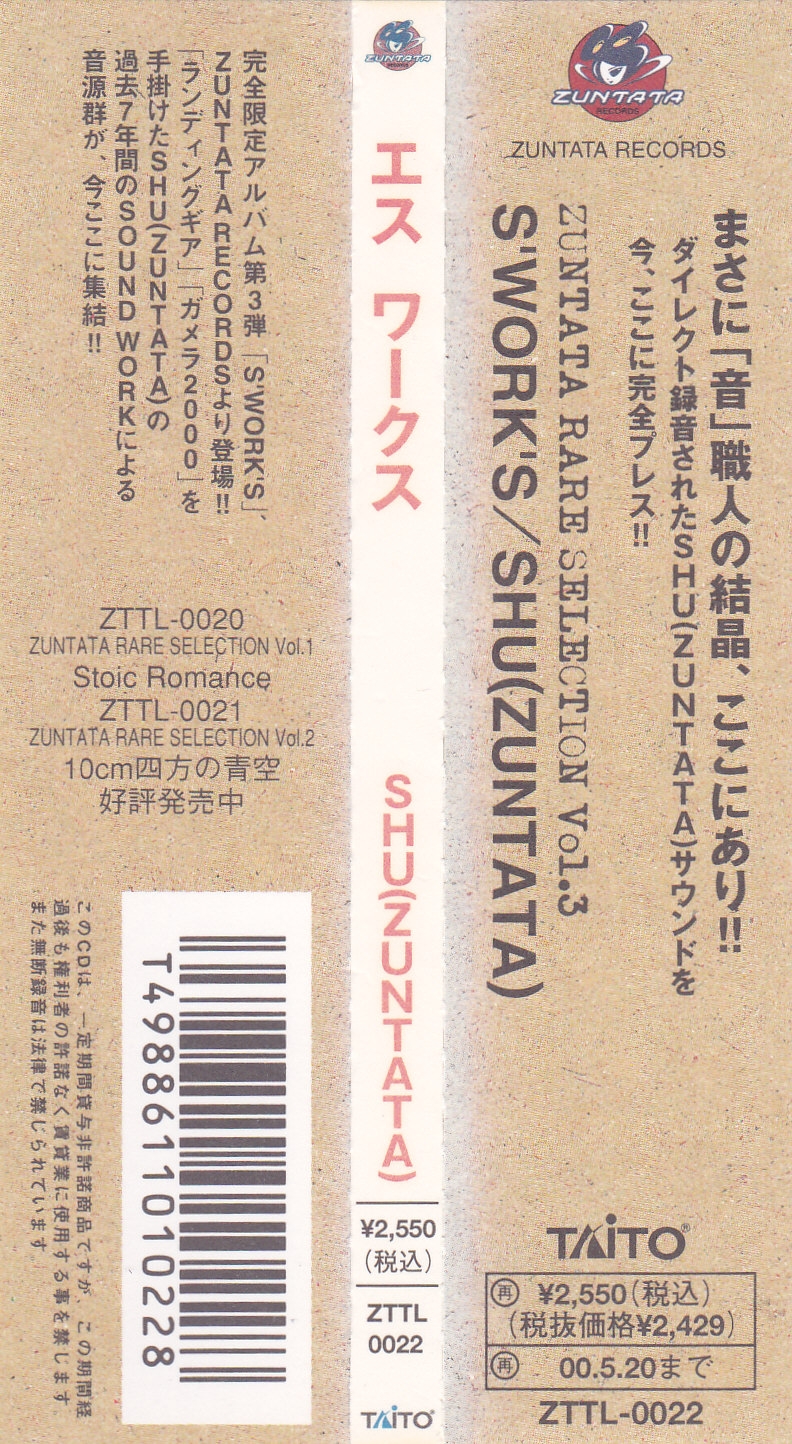 ZUNTATA
RECORDS
ZUNTATA RECORDS
まさに「音」職人の結晶、ここにあり!!
ダイレクト録音されたSHU(ZUNTATA)サウンドを
今、ここに完全プレス!!
ZUNTATA RARE SELECTION Vol.3
S'WORK'S/SHU(ZUNTATA)
TAITO®
再 ¥2,550(税込)
(税抜価格¥2,429)
再 00.5.20まで
ZTTL-0022
ZUNTATA
RECORDS
エス ワークス
SHU(ZUNTATA)
¥2,550
(税込)
ZTTL
0022
TAITO®
完全限定アルバム第3弾「S'WORK'S」、
ZUNTATA RECORDSより登場!!
「ランディングギア」「ガメラ2000」を
手掛けたSHU(ZUNTATA)の
過去7年間のSOUND WORKによる
音源群が、今ここに集結!!
ZTTL-0020
ZUNTATA RARE SELECTION Vol.1
Stoic Romance
ZTTL-0021
ZUNTATA RARE SELECTION Vol.2
10cm四方の青空
好評発売中
T4988611010228
このCDは、一定期間貸与非許諾商品ですが、この期間経
過後も権利者の許諾なく賃貸業に使用する事を禁じます
また無断録音は法律で禁じられています